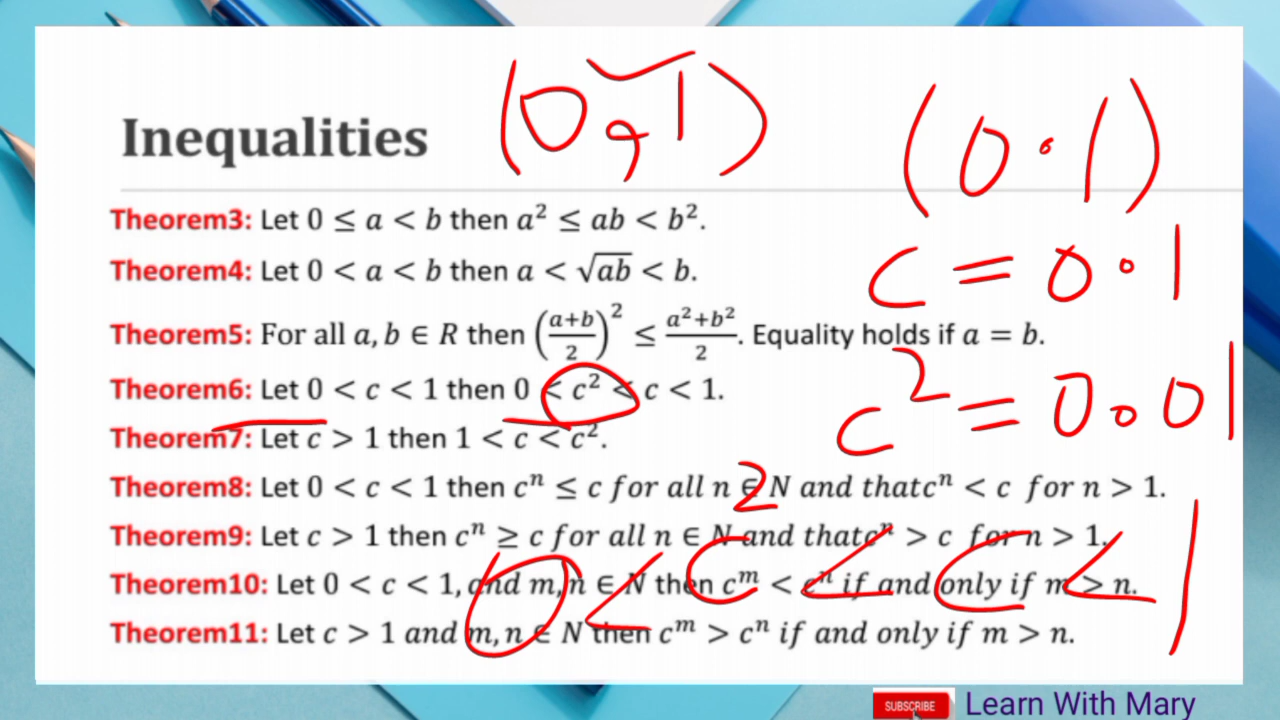 (0,1)
(0.1)
Inequalities
Theorem3: Let 0 ≤ a < b then a² ≤ ab < b².
c = 0.1
Theorem4: Let 0 < a < b then a < √ab < b.
Theorem5: For all a, b ∈ R then (a+b/2)² ≤ a²+b²/2. Equality holds if a = b.
Theorem6: Let 0 < c < 1 then 0 < c² < c < 1.
c² = 0.01
Theorem7: Let c > 1 then 1 < c < c².
Theorem8: Let 0 < c < 1 then cⁿ ≤ c for all n ∈ N and thatcⁿ < c for n > 1.
Theorem9: Let c > 1 then cⁿ ≥ c for all n ∈ N and thatcⁿ > c for n > 1.
0 < c² < c < 1
Theorem10: Let 0 < c < 1, and m, n ∈ N then cᵐ < cⁿ if and only if m > n.
Theorem11: Let c > 1 and m, n ∈ N then cᵐ > cⁿ if and only if m > n.
SUBSCRIBE Learn With Mary